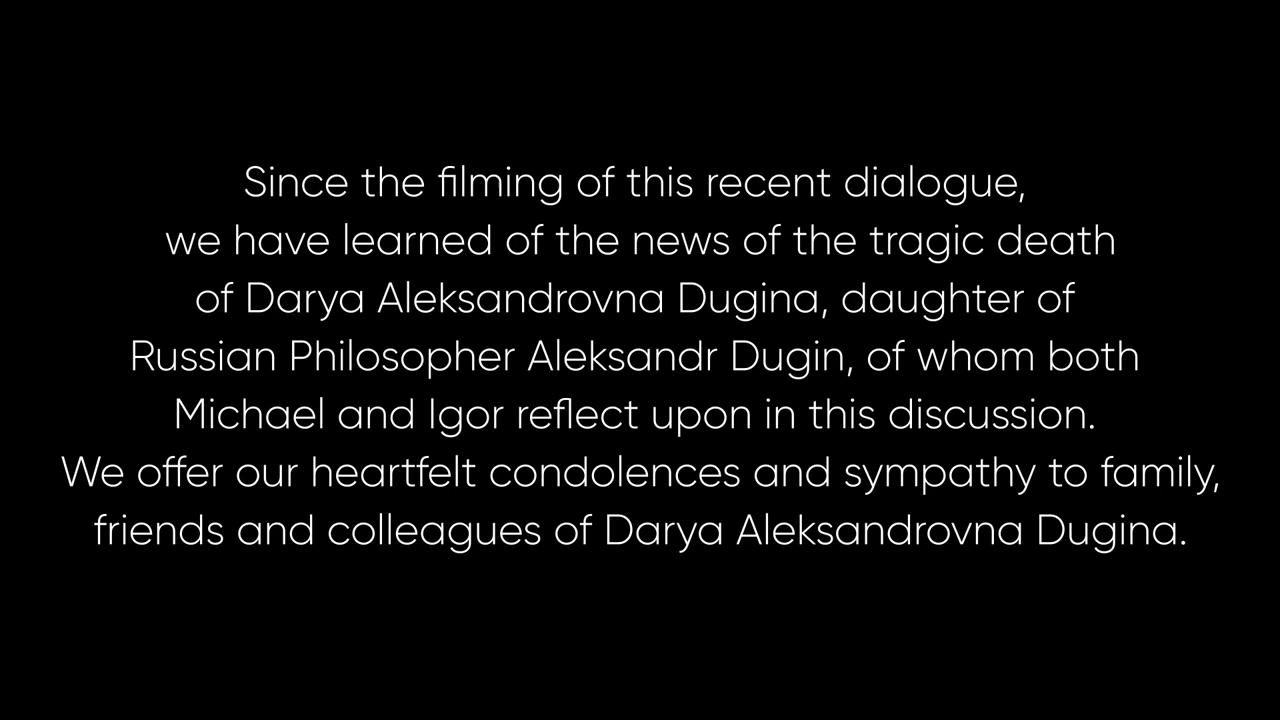 Since the filming of this recent dialogue,
we have learned of the news of the tragic death
of Darya Aleksandrovna Dugina, daughter of
Russian Philosopher Aleksandr Dugin, of whom both
Michael and Igor reflect upon in this discussion.
We offer our heartfelt condolences and sympathy to family,
friends and colleagues of Darya Aleksandrovna Dugina.